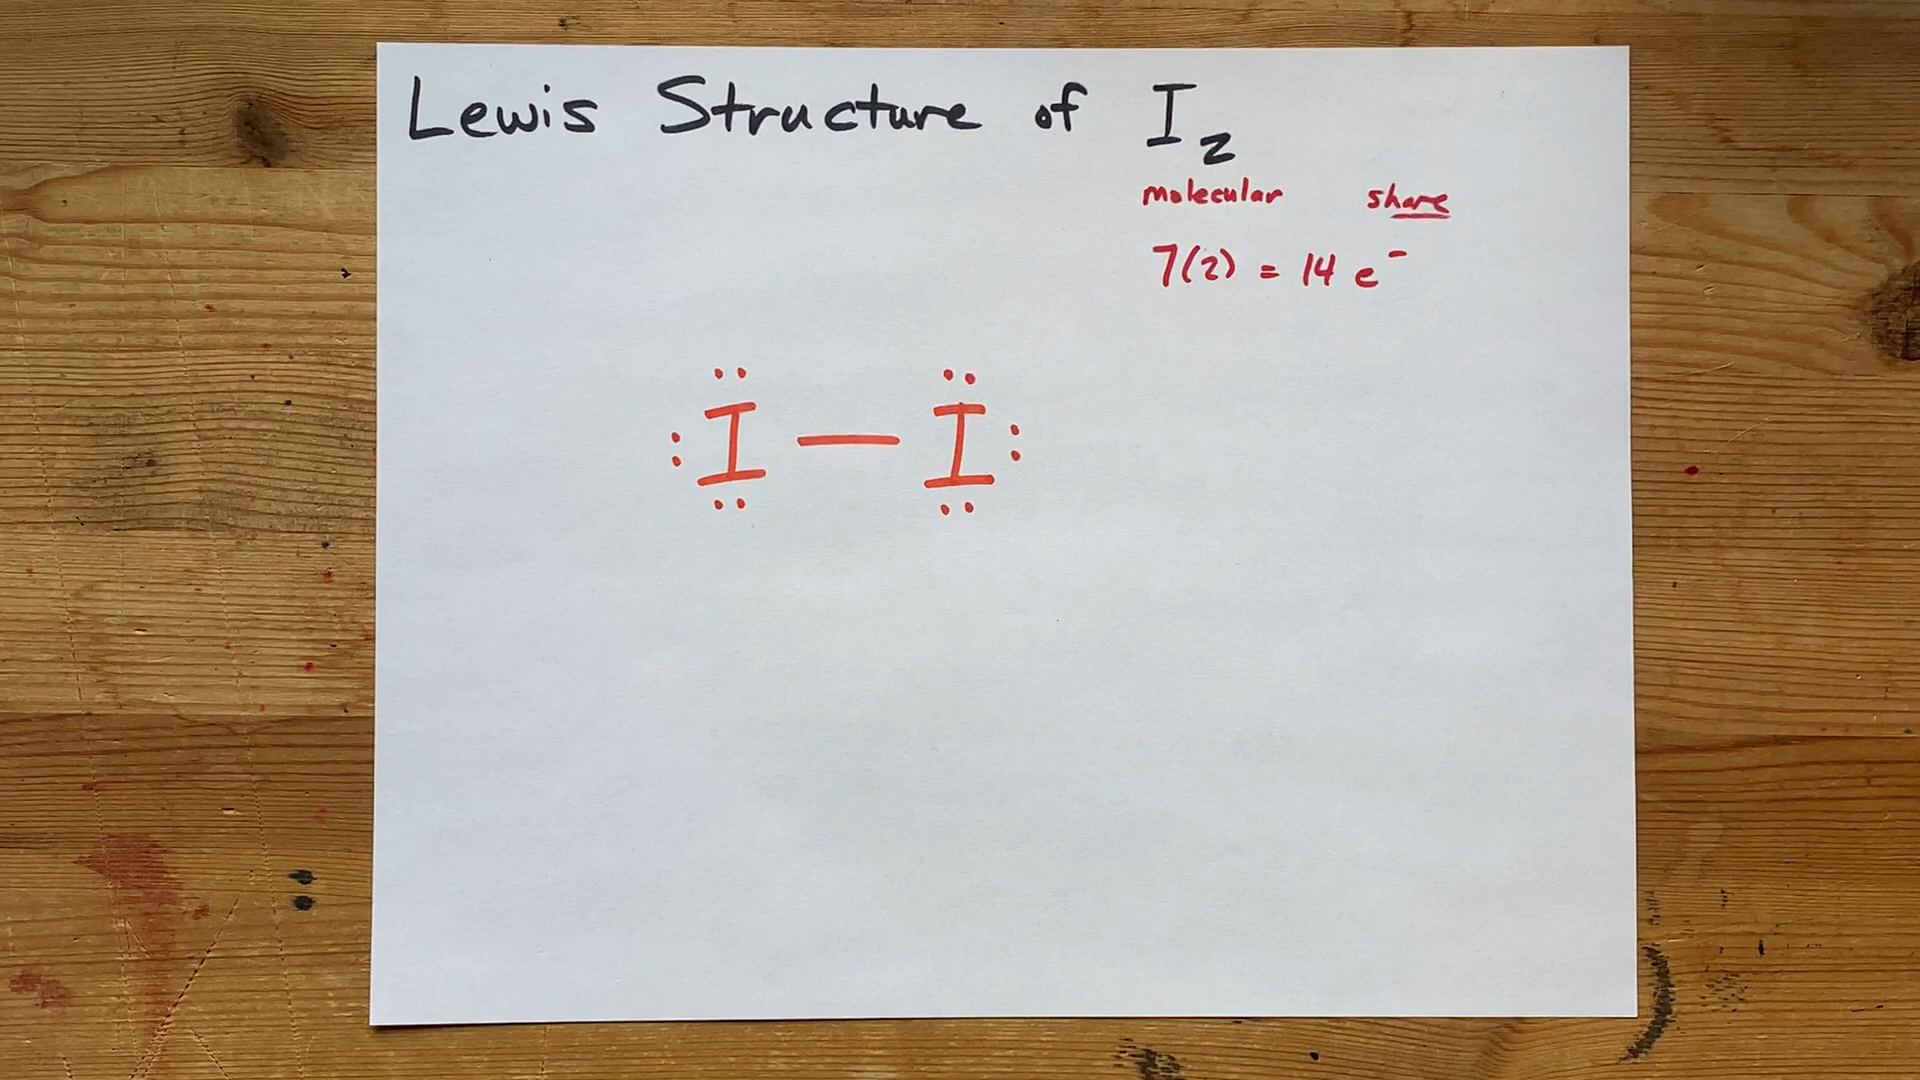 Lewis Structure of I₂
molecular share
7(2) = 14 e⁻
:Ï — Ï: